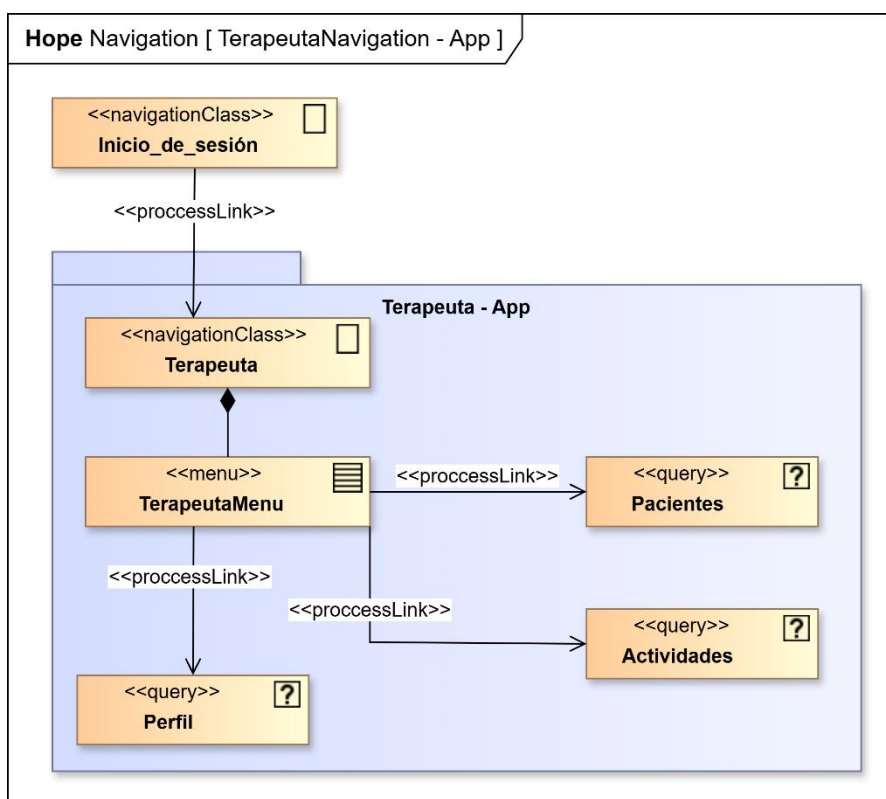 Hope Navigation [ TerapeutaNavigation - App ]
<<navigationClass>>
Inicio_de_sesión
<<proccessLink>>
Terapeuta - App
<<navigationClass>>
Terapeuta
<<menu>>
TerapeutaMenu
<<proccessLink>>
<<query>>
Pacientes
<<proccessLink>>
<<proccessLink>>
<<query>>
Actividades
<<query>>
Perfil